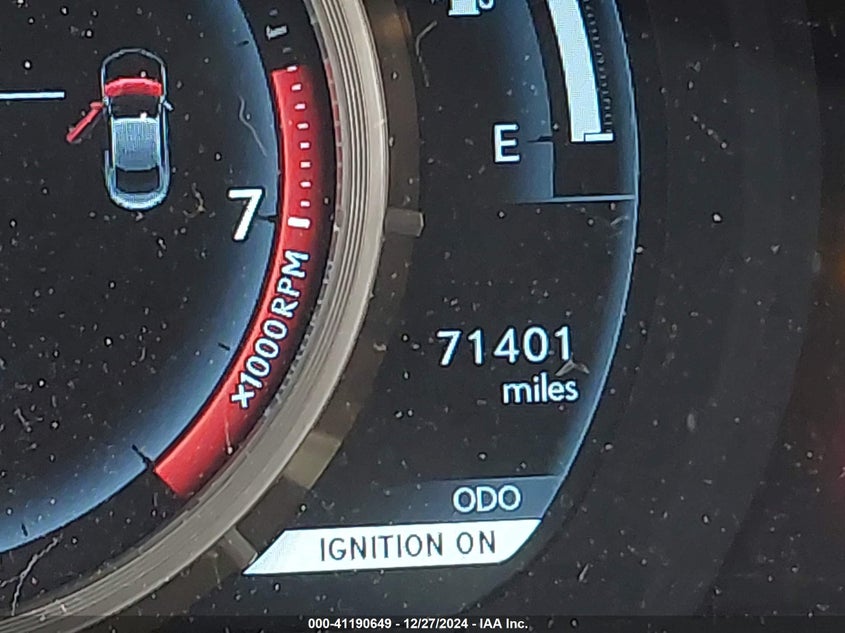 E
7
x1000RPM
71401
miles
ODO
IGNITION ON
000-41190649 - 12/27/2024 - IAA Inc.